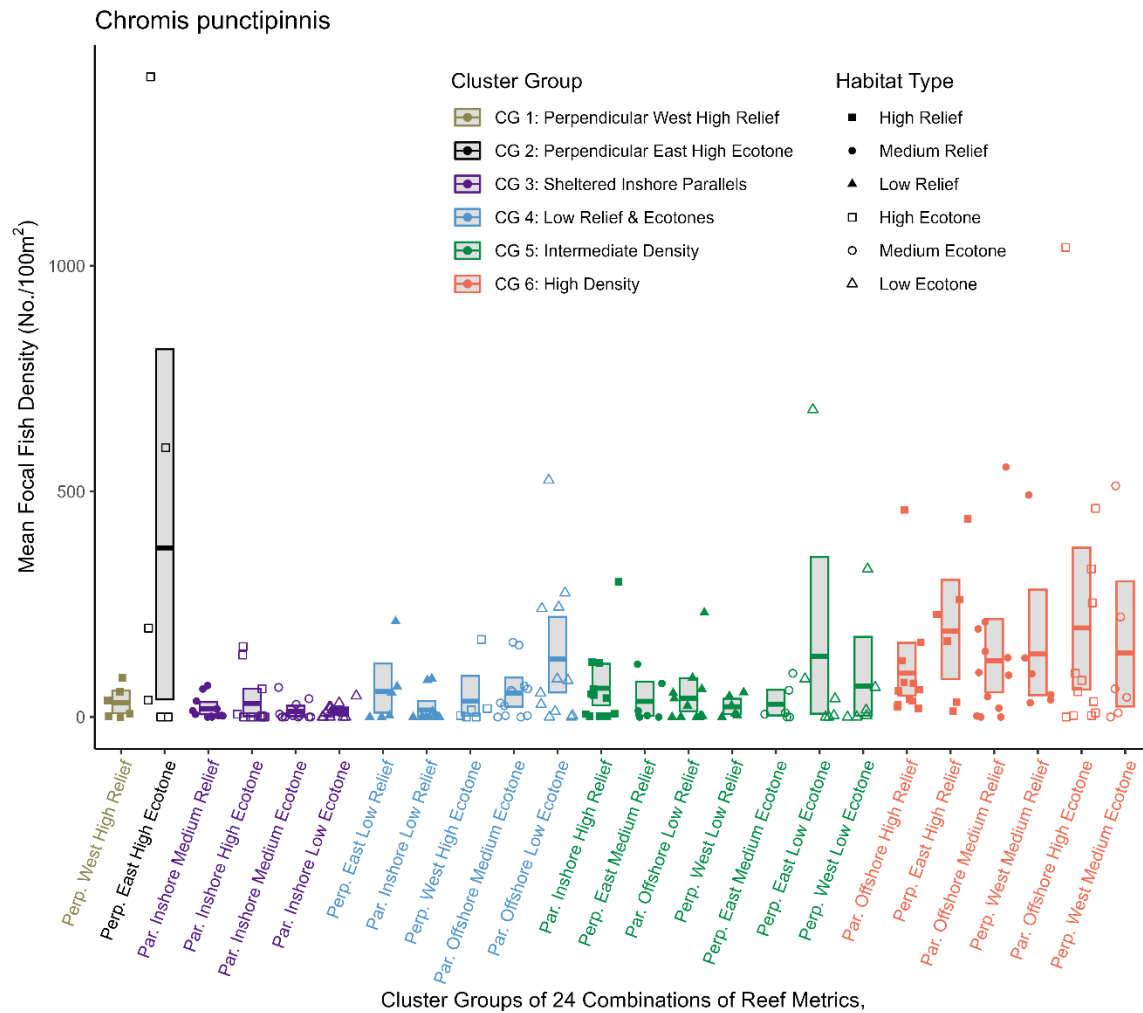 Chromis punctipinnis
Mean Focal Fish Density (No./100m²)
1000
500
0
Cluster Group
CG 1: Perpendicular West High Relief
CG 2: Perpendicular East High Ecotone
CG 3: Sheltered Inshore Parallels
CG 4: Low Relief & Ecotones
CG 5: Intermediate Density
CG 6: High Density
Habitat Type
High Relief
Medium Relief
Low Relief
High Ecotone
Medium Ecotone
Low Ecotone
Perp. West High Relief
Perp. East High Ecotone
Par. Inshore Medium Relief
Par. Inshore High Ecotone
Par. Inshore Medium Ecotone
Par. Inshore Low Ecotone
Perp. East Low Relief
Par. Inshore Low Relief
Perp. West High Ecotone
Par. Offshore Medium Ecotone
Par. Offshore Low Ecotone
Par. Inshore High Relief
Perp. East Medium Relief
Par. Offshore Low Relief
Perp. West Low Relief
Perp. East Medium Ecotone
Perp. East Low Ecotone
Perp. West Low Ecotone
Par. Offshore High Relief
Perp. East High Relief
Par. Offshore Medium Relief
Perp. West Medium Relief
Par. Offshore High Ecotone
Perp. West Medium Ecotone
Cluster Groups of 24 Combinations of Reef Metrics,